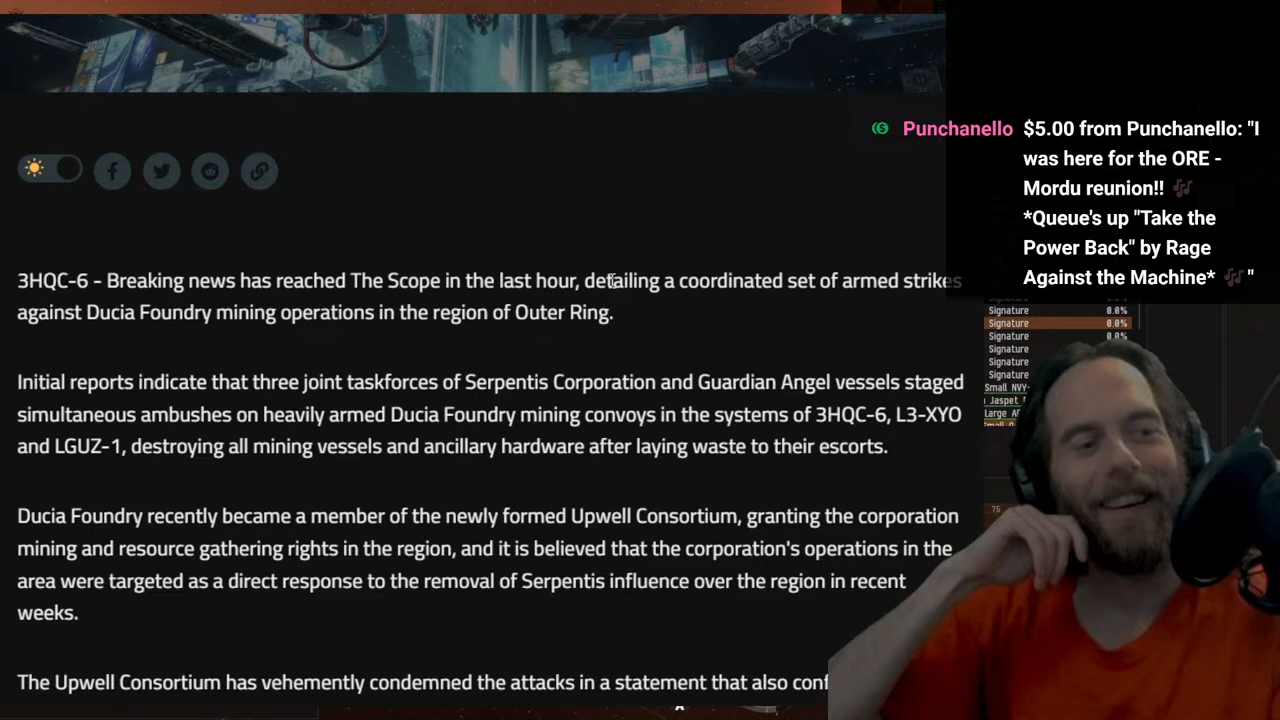 Punchanello $5.00 from Punchanello: "I
was here for the ORE -
Mordu reunion!! 🎶
*Queue's up "Take the
Power Back" by Rage
Against the Machine* 🎶 "
3HQC-6 - Breaking news has reached The Scope in the last hour, detailing a coordinated set of armed strikes
against Ducia Foundry mining operations in the region of Outer Ring.
Initial reports indicate that three joint taskforces of Serpentis Corporation and Guardian Angel vessels staged
simultaneous ambushes on heavily armed Ducia Foundry mining convoys in the systems of 3HQC-6, L3-XYO
and LGUZ-1, destroying all mining vessels and ancillary hardware after laying waste to their escorts.
Ducia Foundry recently became a member of the newly formed Upwell Consortium, granting the corporation
mining and resource gathering rights in the region, and it is believed that the corporation's operations in the
area were targeted as a direct response to the removal of Serpentis influence over the region in recent
weeks.
The Upwell Consortium has vehemently condemned the attacks in a statement that also conf
Signature
Signature 0.0%
Signature 0.0%
Signature 0.0%
Signature
Signature
Signature
Small NVY-
Jaspet
Large
75